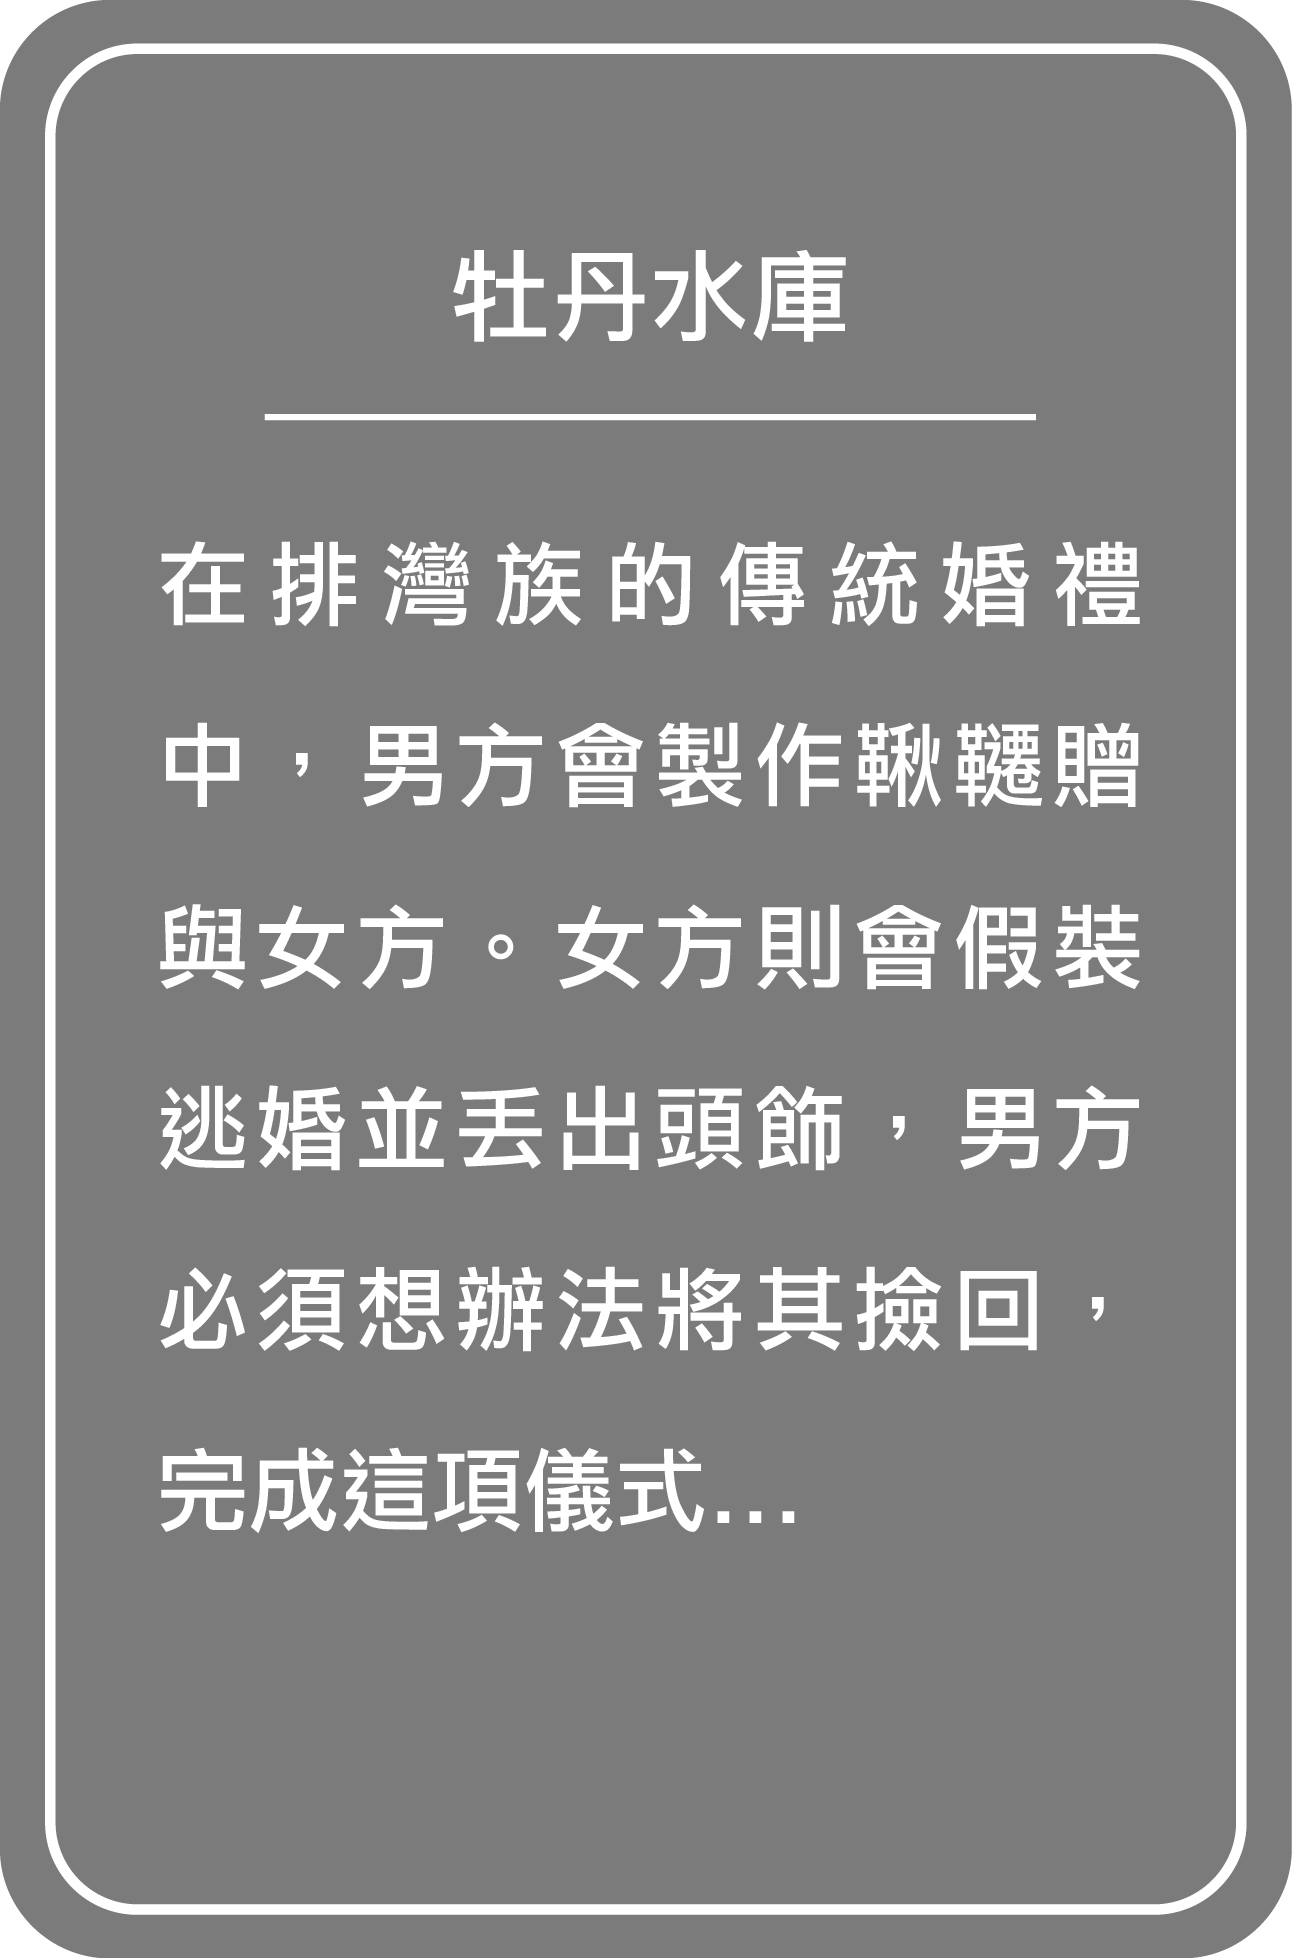 牡丹水庫
在排灣族的傳統婚禮
中，男方會製作鞦韆贈
與女方。女方則會假裝
逃婚並丟出頭飾，男方
必須想辦法將其撿回，
完成這項儀式...